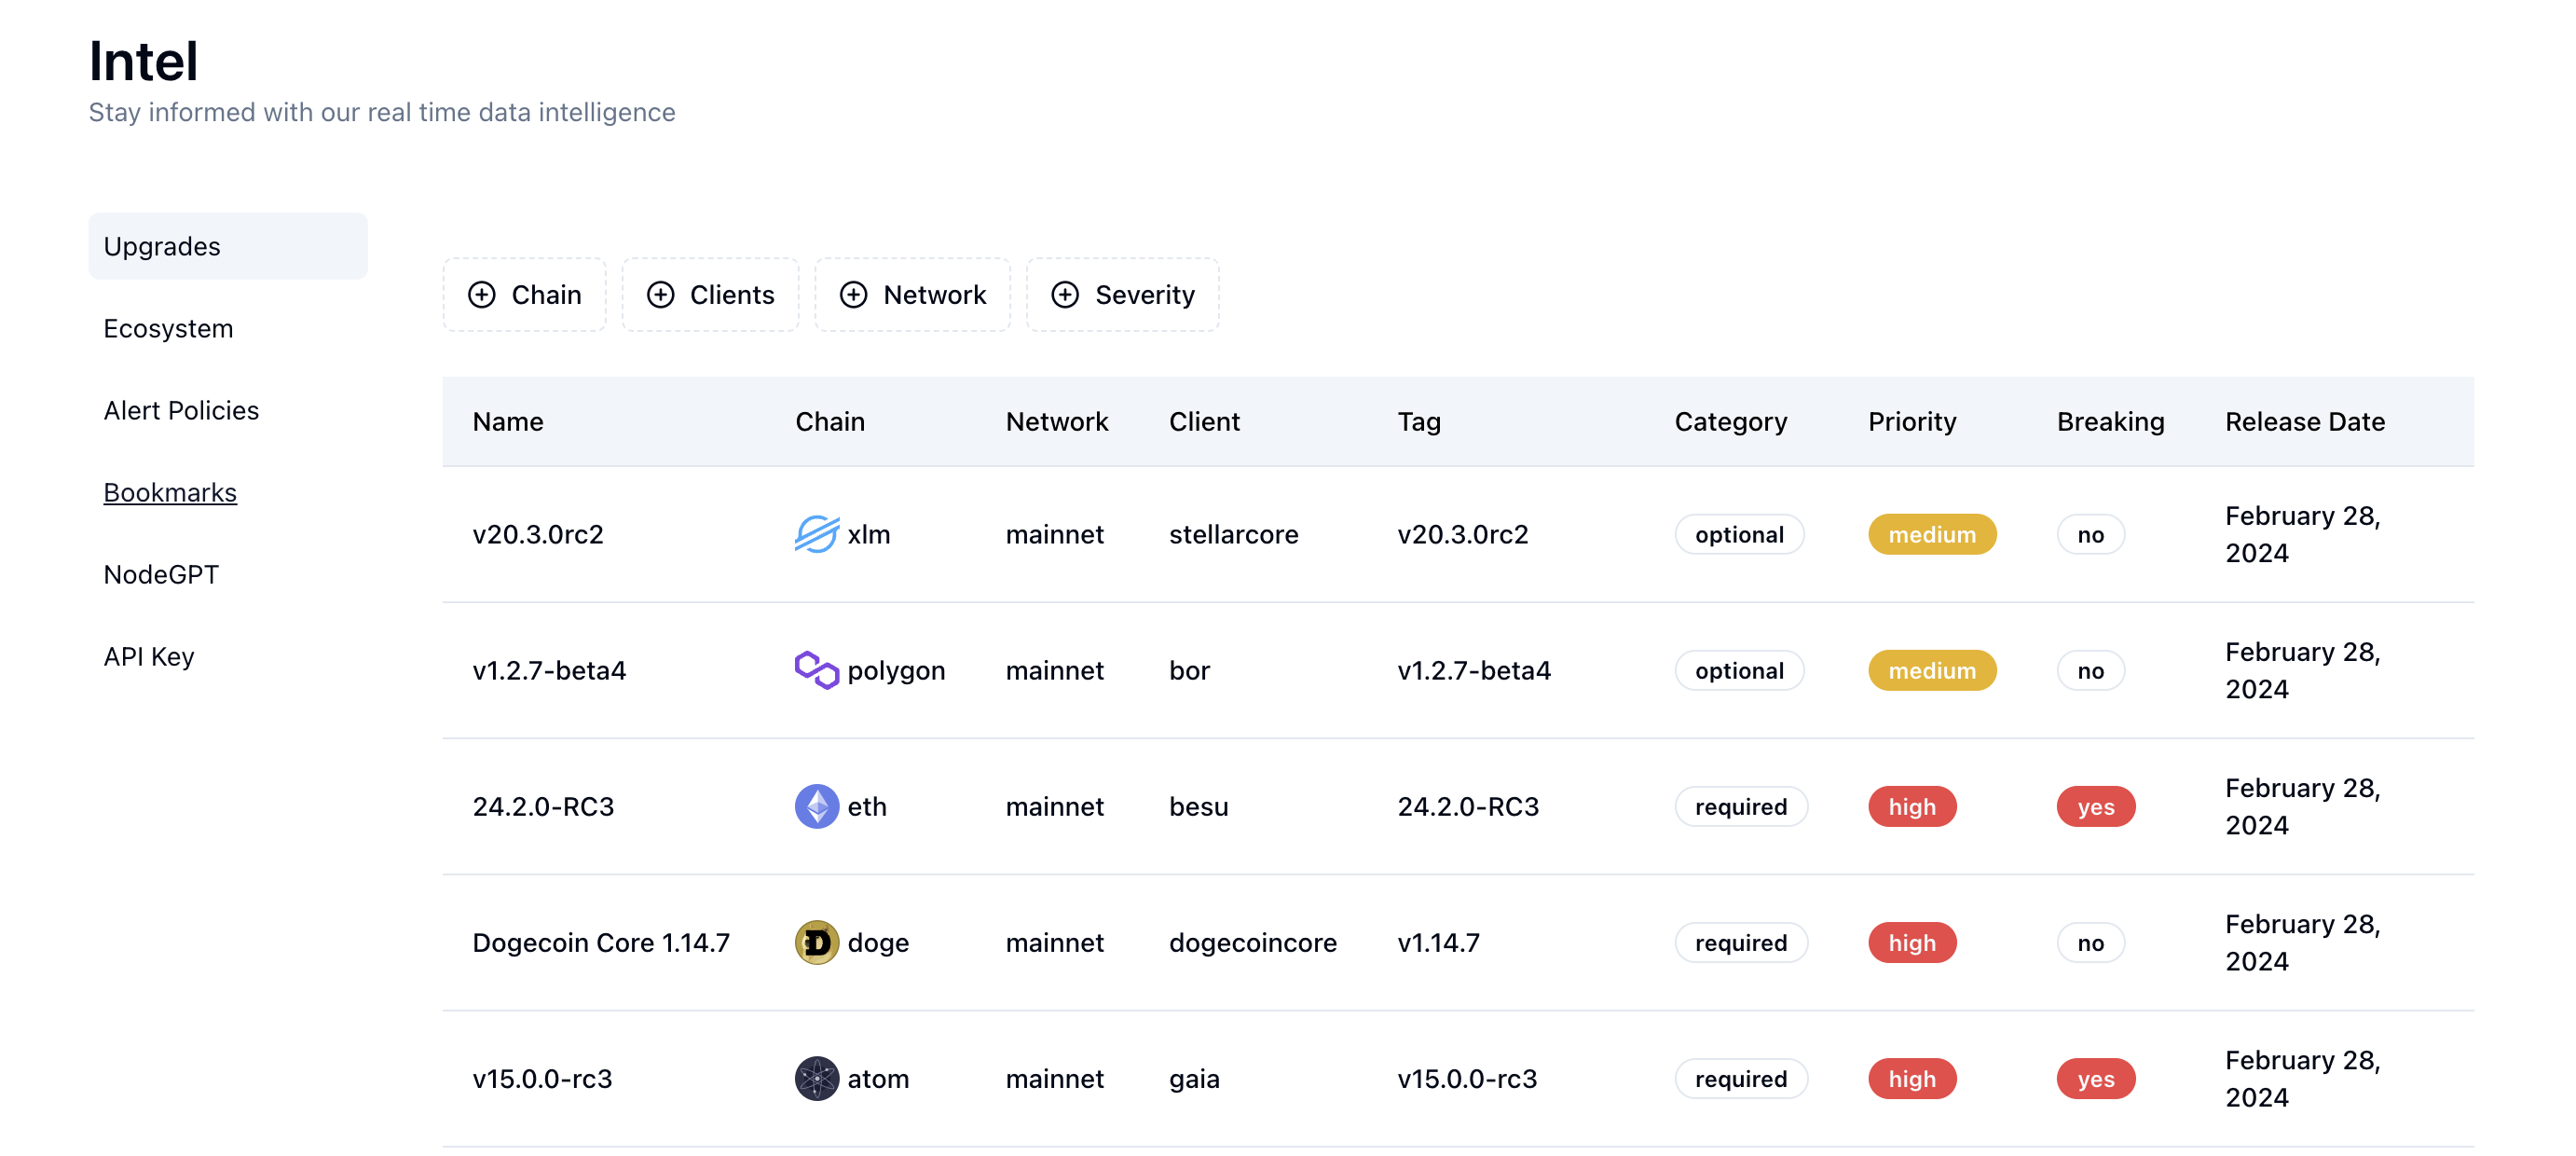 Intel
Stay informed with our real time data intelligence
Upgrades
Ecosystem
Alert Policies
Bookmarks
NodeGPT
API Key
Chain Clients Network Severity
Name Chain Network Client Tag Category Priority Breaking Release Date
v20.3.0rc2 xlm mainnet stellarcore v20.3.0rc2 optional medium no February 28,
2024
v1.2.7-beta4 polygon mainnet bor v1.2.7-beta4 optional medium no February 28,
2024
24.2.0-RC3 eth mainnet besu 24.2.0-RC3 required high yes February 28,
2024
Dogecoin Core 1.14.7 doge mainnet dogecoincore v1.14.7 required high no February 28,
2024
v15.0.0-rc3 atom mainnet gaia v15.0.0-rc3 required high yes February 28,
2024